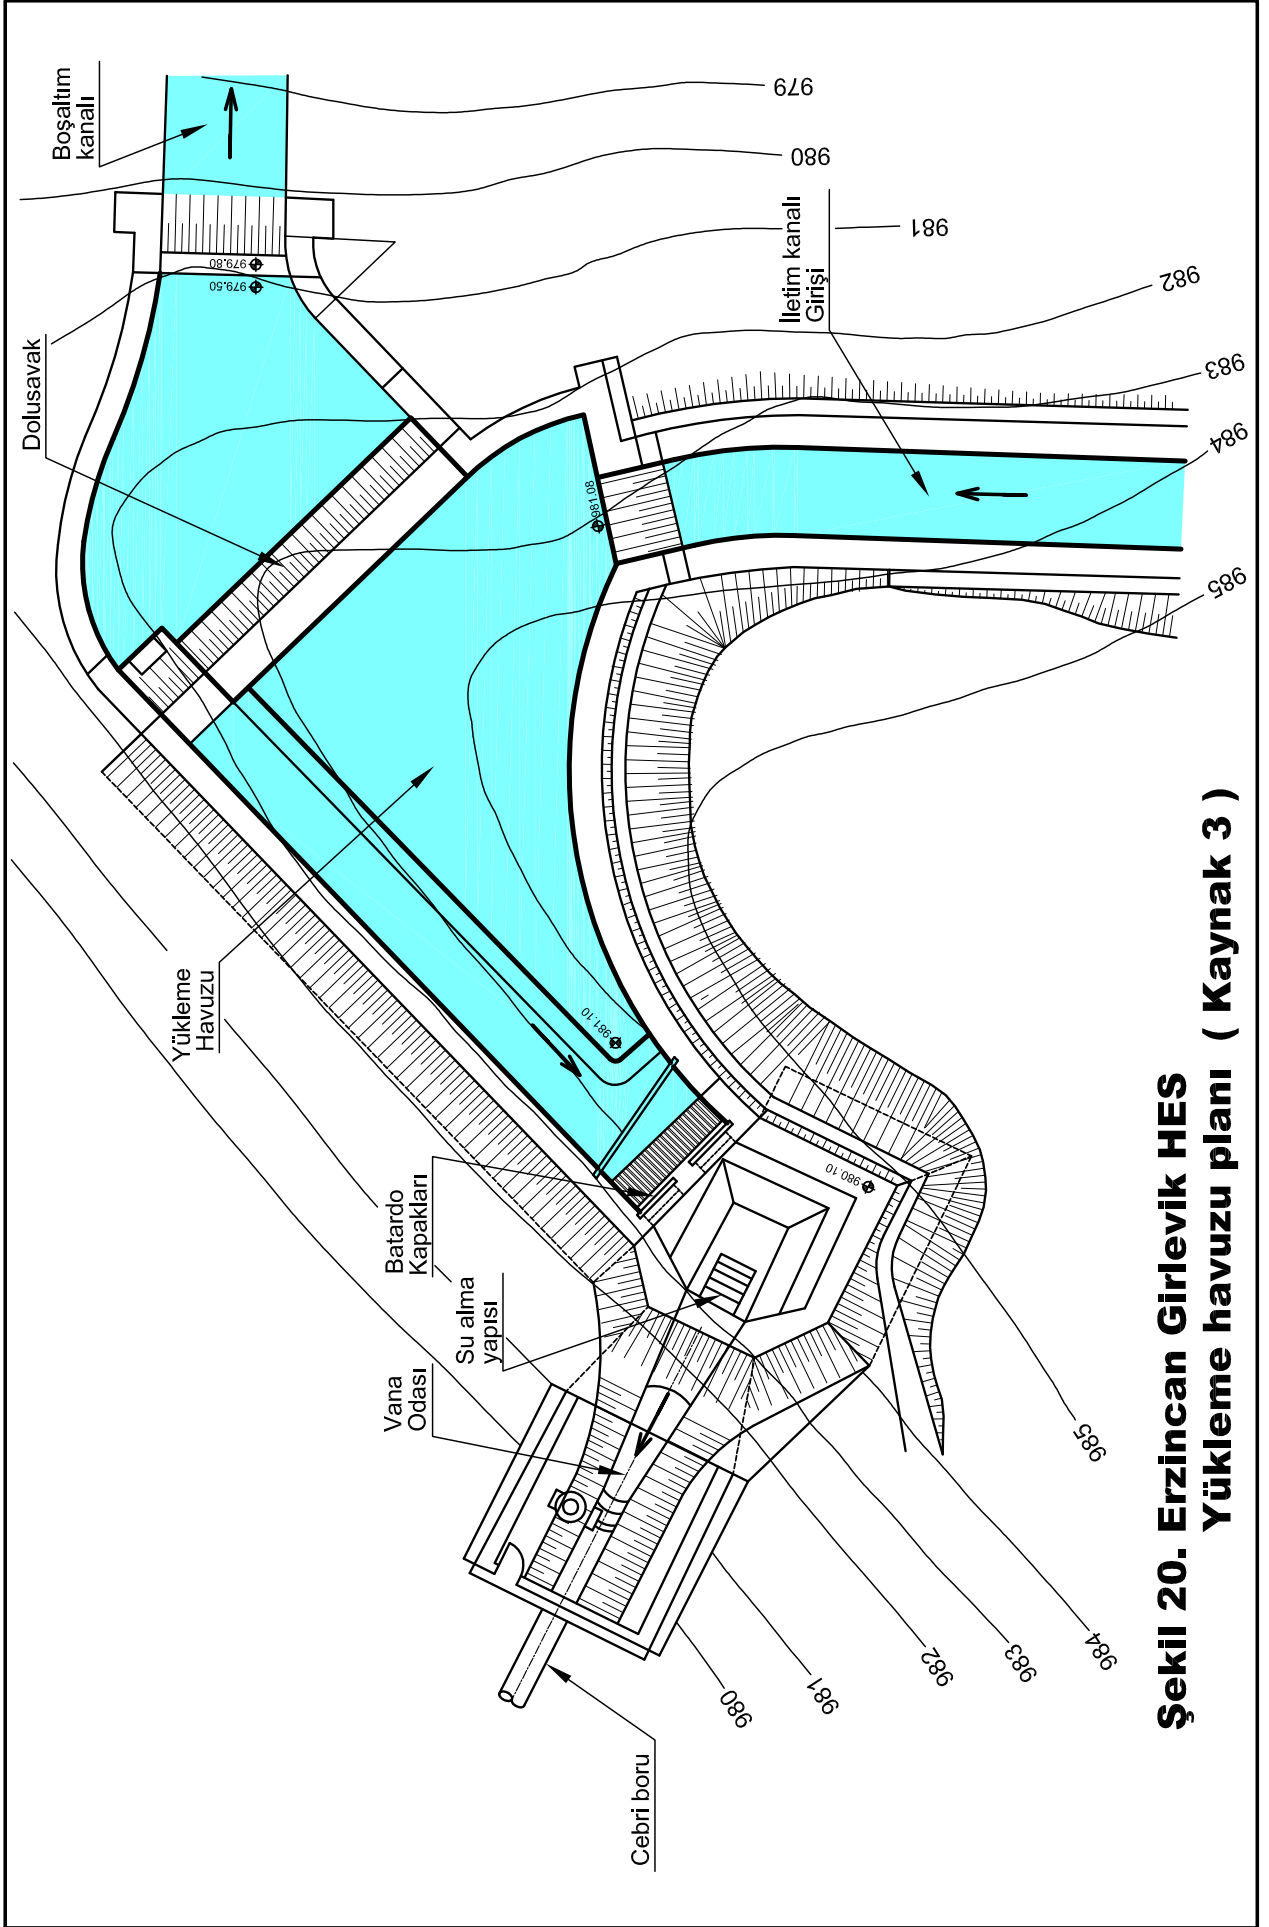 Boşaltım
kanalı
Dolusavak
İletim kanalı
Girişi
Yükleme
Havuzu
Batardo
Kapakları
Su alma
yapısı
Vana
Odası
Cebri boru
979
980
981
982
983
984
985
979.80
979.50
981.08
981.10
980.10
985
984
983
982
981
980
Şekil 20. Erzincan Girlevik HES
Yükleme havuzu planı ( Kaynak 3 )